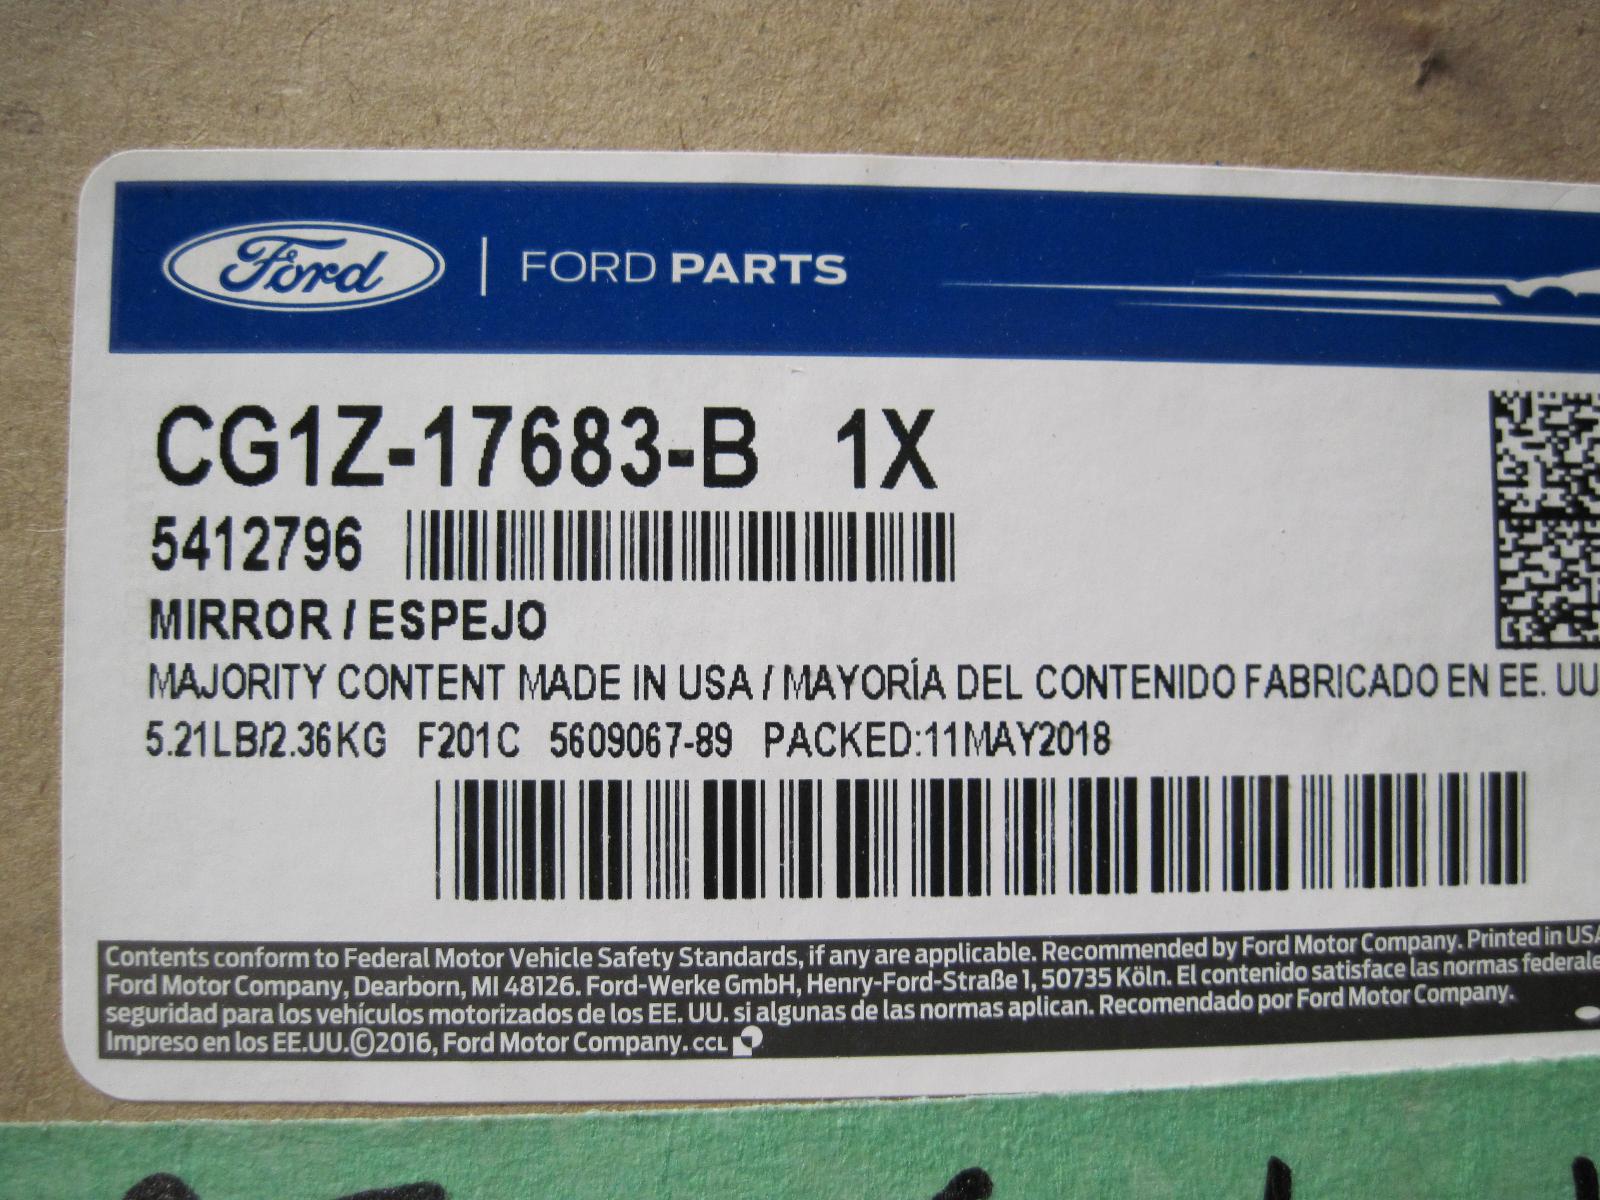 Ford | FORD PARTS
CG1Z-17683-B 1X
5412796
MIRROR / ESPEJO
MAJORITY CONTENT MADE IN USA / MAYORÍA DEL CONTENIDO FABRICADO EN EE. UU
5.21LB/2.36KG F201C 5609067-89 PACKED:11MAY2018
Contents conform to Federal Motor Vehicle Safety Standards, if any are applicable. Recommended by Ford Motor Company. Printed in USA
Ford Motor Company, Dearborn, MI 48126. Ford-Werke GmbH, Henry-Ford-Straße 1, 50735 Köln. El contenido satisface las normas federale
seguridad para los vehículos motorizados de los EE. UU. si algunas de las normas aplican. Recomendado por Ford Motor Company.
Impreso en los EE.UU.©2016, Ford Motor Company. CCL